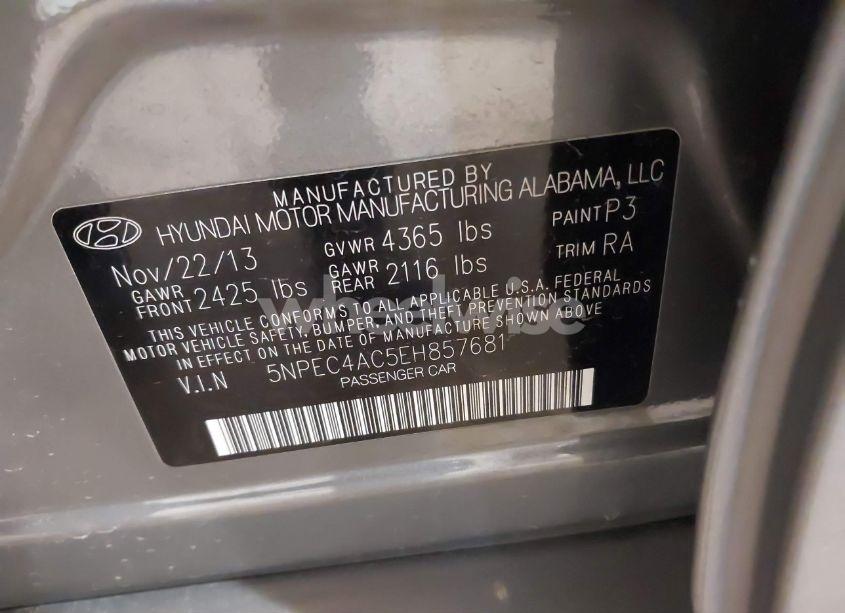 MANUFACTURED BY
HYUNDAI MOTOR MANUFACTURING ALABAMA, LLC
Nov/22/13 GVWR 4365 lbs PAINT P3
GAWR FRONT 2425 lbs GAWR REAR 2116 lbs TRIM RA
THIS VEHICLE CONFORMS TO ALL APPLICABLE U.S.A. FEDERAL
MOTOR VEHICLE SAFETY, BUMPER, AND THEFT PREVENTION STANDARDS
IN EFFECT ON THE DATE OF MANUFACTURE SHOWN ABOVE
V.I.N 5NPEC4AC5EH857681
PASSENGER CAR
wheelwise